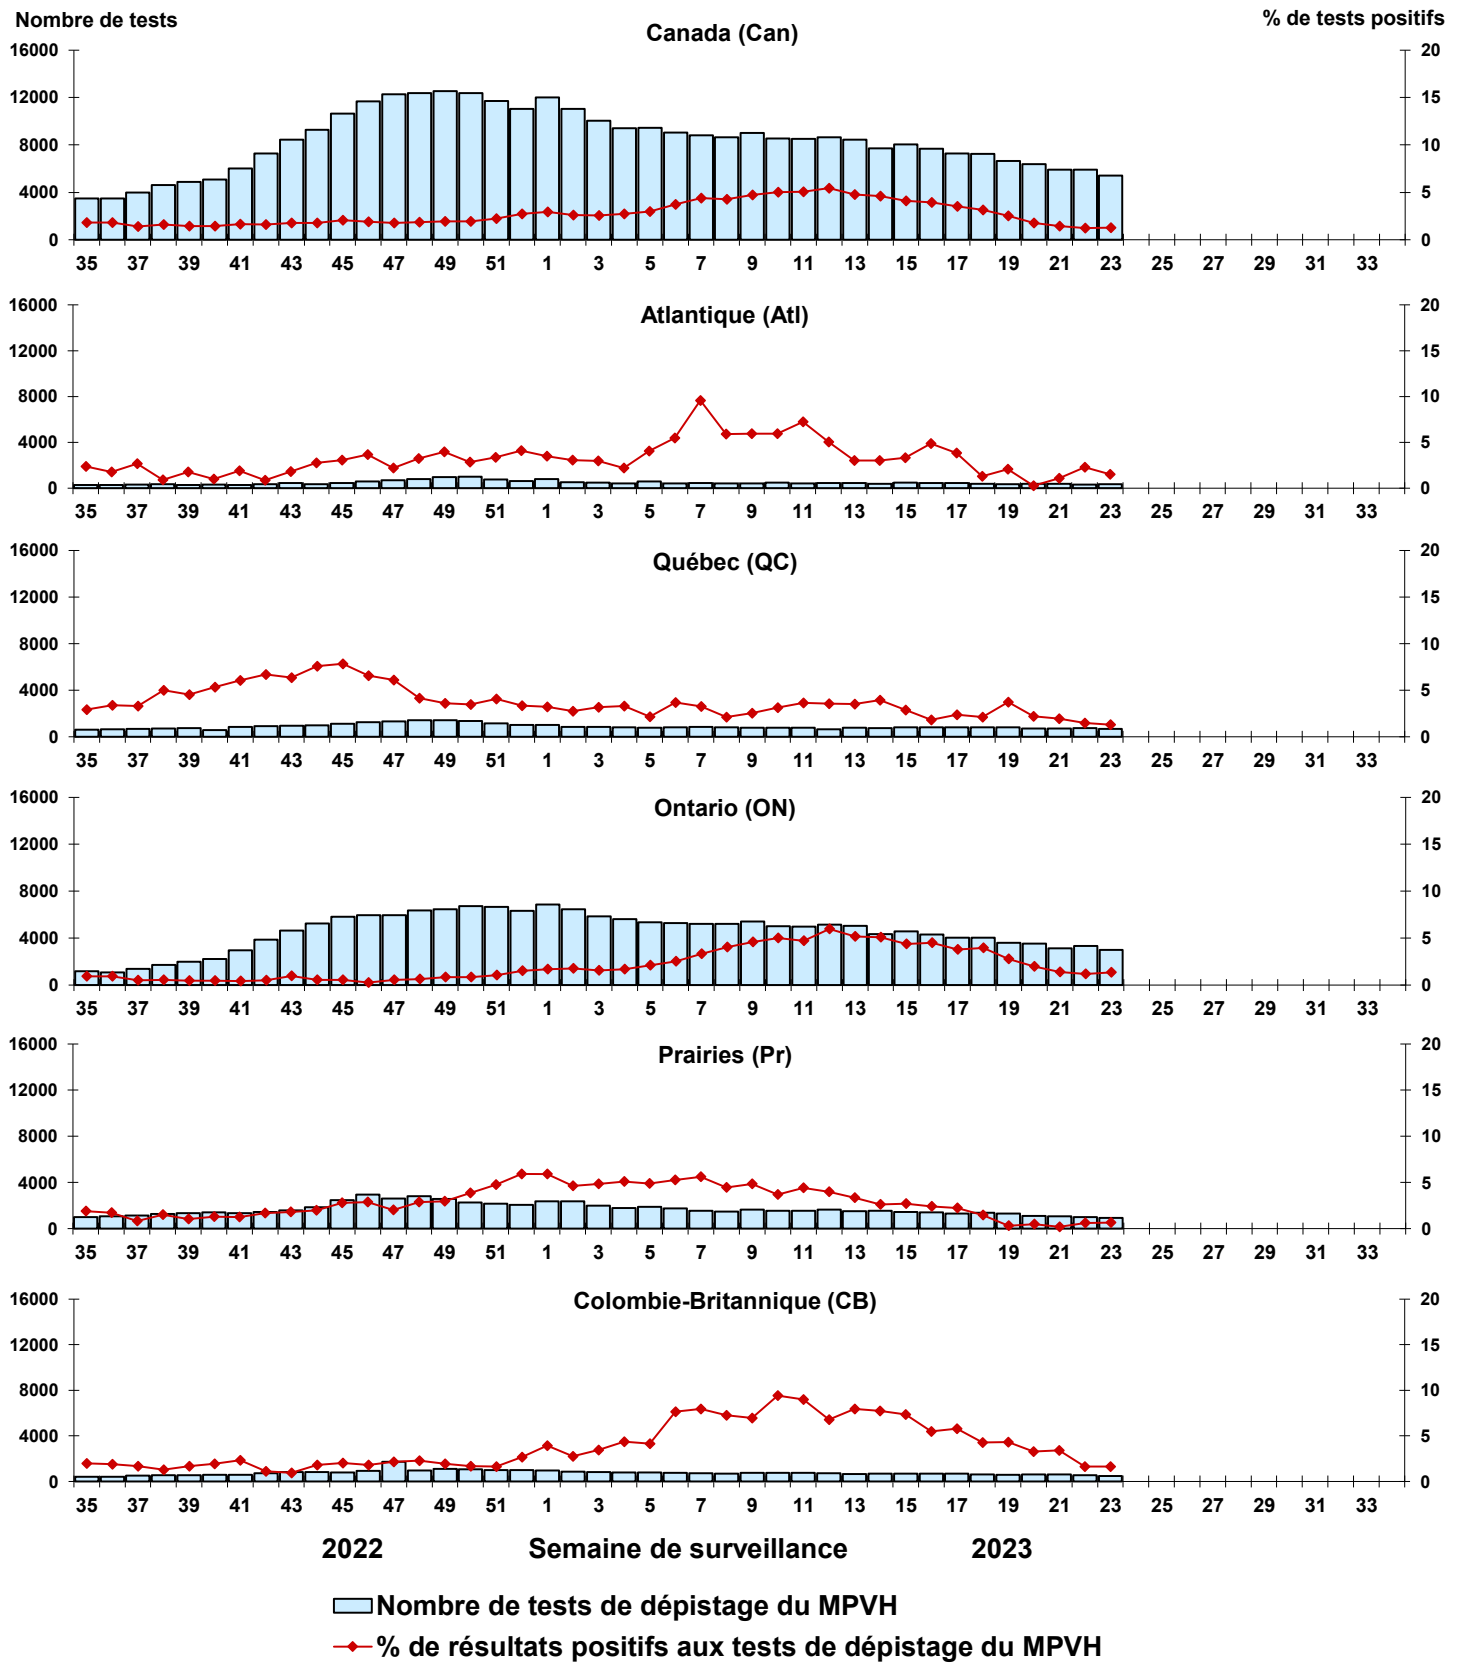 Nombre de tests
% de tests positifs
Canada (Can)
16000 20
12000 15
8000 10
4000 5
0 0
35 37 39 41 43 45 47 49 51 1 3 5 7 9 11 13 15 17 19 21 23 25 27 29 31 33
Atlantique (Atl)
16000 20
12000 15
8000 10
4000 5
0 0
35 37 39 41 43 45 47 49 51 1 3 5 7 9 11 13 15 17 19 21 23 25 27 29 31 33
Québec (QC)
16000 20
12000 15
8000 10
4000 5
0 0
35 37 39 41 43 45 47 49 51 1 3 5 7 9 11 13 15 17 19 21 23 25 27 29 31 33
Ontario (ON)
16000 20
12000 15
8000 10
4000 5
0 0
35 37 39 41 43 45 47 49 51 1 3 5 7 9 11 13 15 17 19 21 23 25 27 29 31 33
Prairies (Pr)
16000 20
12000 15
8000 10
4000 5
0 0
35 37 39 41 43 45 47 49 51 1 3 5 7 9 11 13 15 17 19 21 23 25 27 29 31 33
Colombie-Britannique (CB)
16000 20
12000 15
8000 10
4000 5
0 0
35 37 39 41 43 45 47 49 51 1 3 5 7 9 11 13 15 17 19 21 23 25 27 29 31 33
2022 Semaine de surveillance 2023
Nombre de tests de dépistage du MPVH
% de résultats positifs aux tests de dépistage du MPVH